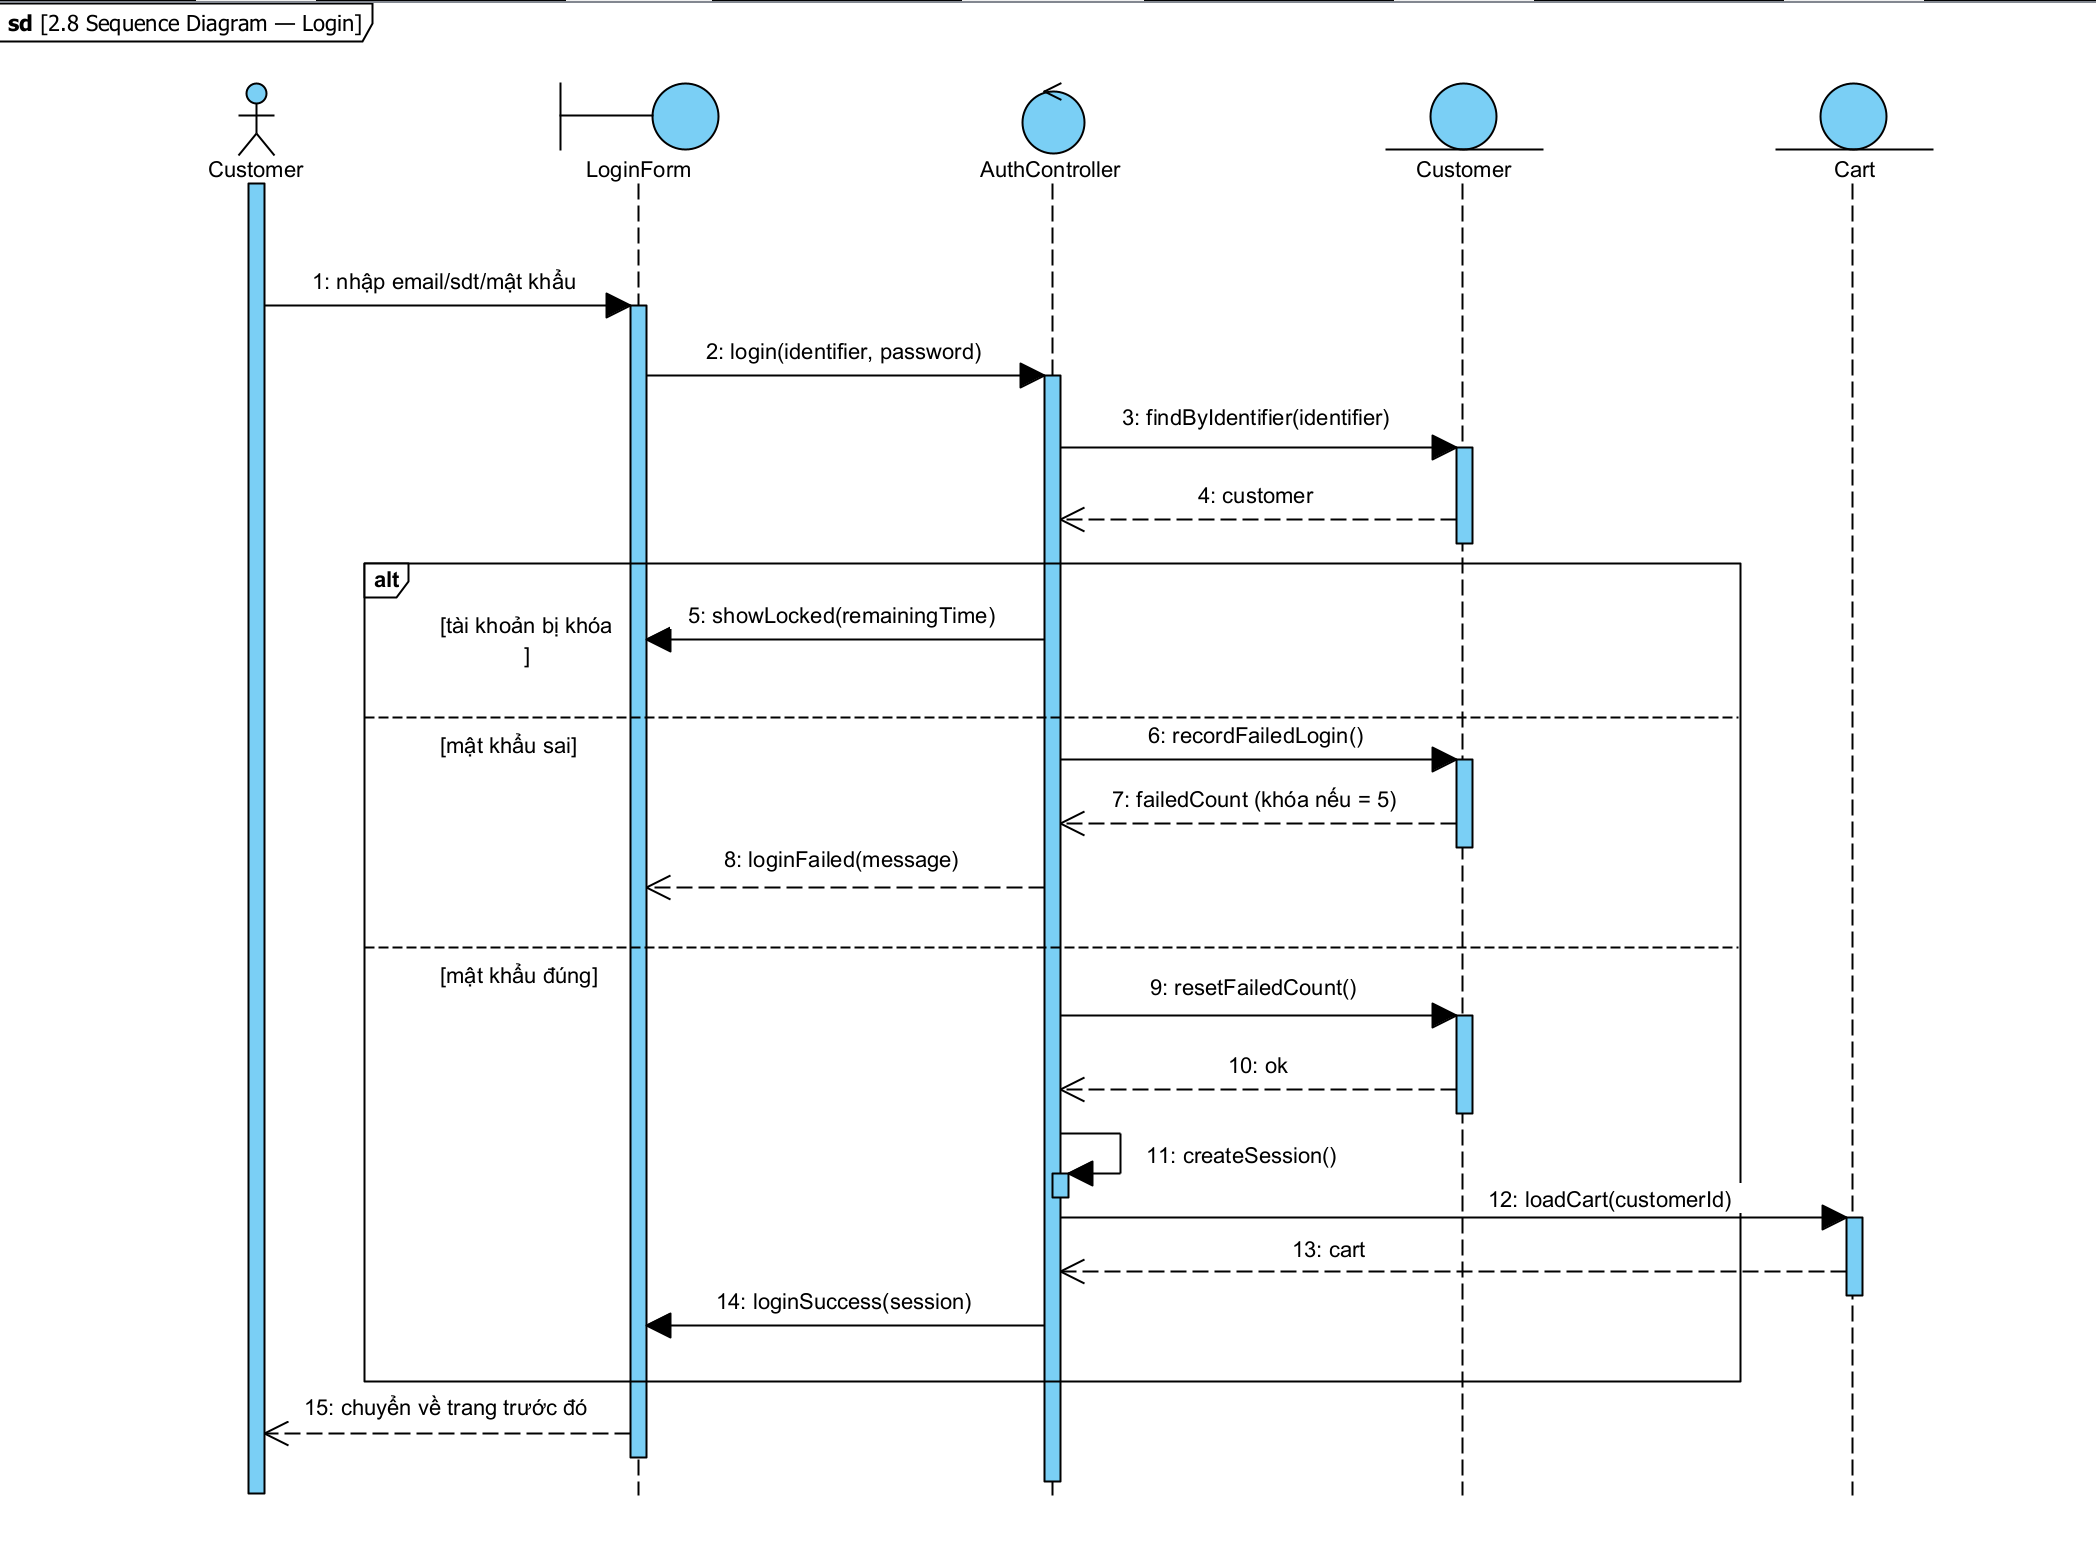 sd [2.8 Sequence Diagram — Login]
Customer
LoginForm
AuthController
Customer
Cart
1: nhập email/sdt/mật khẩu
2: login(identifier, password)
3: findByIdentifier(identifier)
4: customer
alt
[tài khoản bị khóa
]
5: showLocked(remainingTime)
[mật khẩu sai]
6: recordFailedLogin()
7: failedCount (khóa nếu = 5)
8: loginFailed(message)
[mật khẩu đúng]
9: resetFailedCount()
10: ok
11: createSession()
12: loadCart(customerId)
13: cart
14: loginSuccess(session)
15: chuyển về trang trước đó